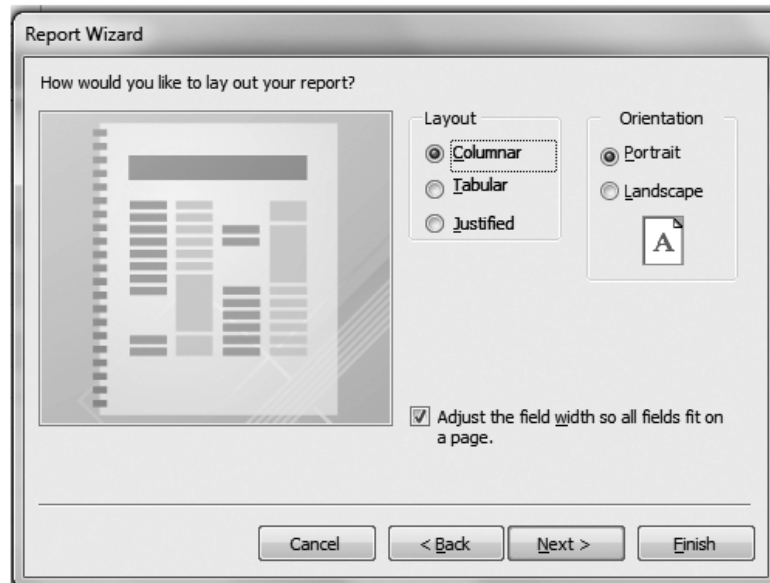 Report Wizard
How would you like to lay out your report?
Layout
Columnar
Tabular
Justified
Orientation
Portrait
Landscape
A
Adjust the field width so all fields fit on
a page.
Cancel
< Back
Next >
Finish